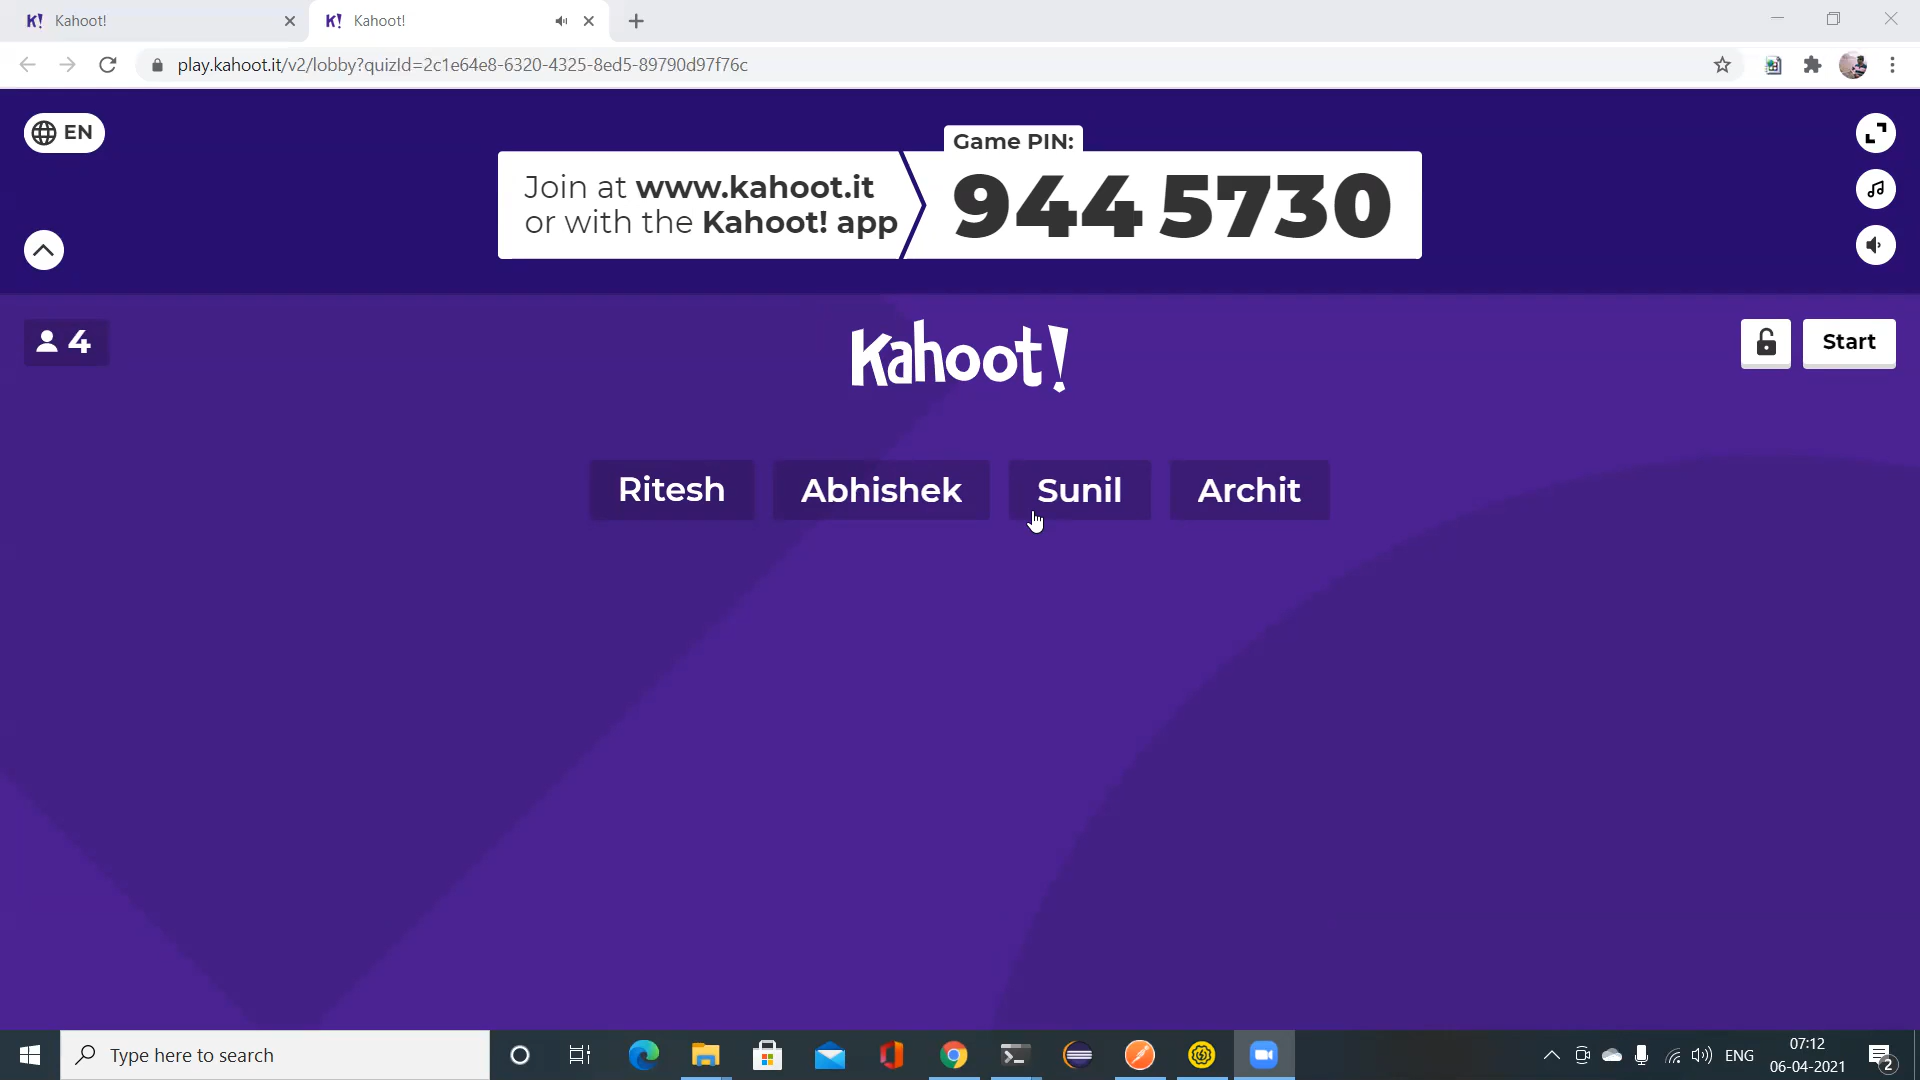 Kahoot!
Kahoot!
play.kahoot.it/v2/lobby?quizId=2c1e64e8-6320-4325-8ed5-89790d97f76c
EN
Game PIN:
Join at www.kahoot.it
or with the Kahoot! app
944 5730
4
Kahoot!
Start
Ritesh Abhishek Sunil Archit
Type here to search
ENG
07:12
06-04-2021
2